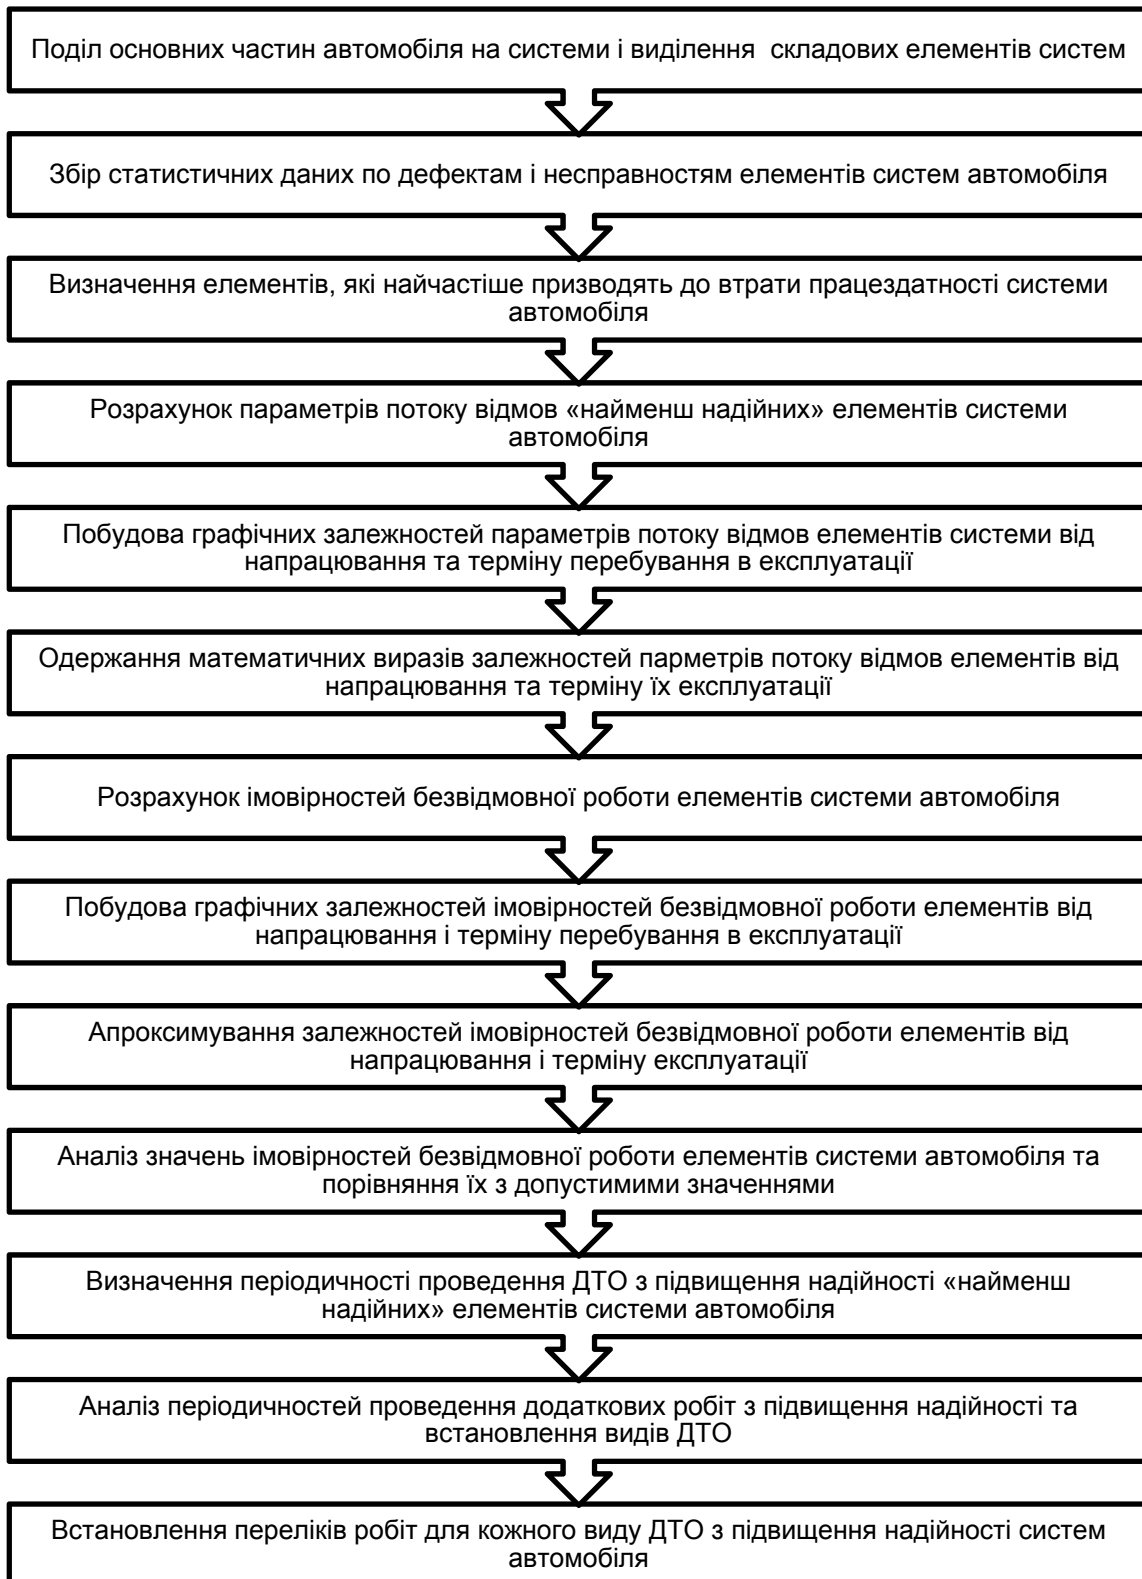 Поділ основних частин автомобіля на системи і виділення складових елементів систем
Збір статистичних даних по дефектам і несправностям елементів систем автомобіля
Визначення елементів, які найчастіше призводять до втрати працездатності системи
автомобіля
Розрахунок параметрів потоку відмов «найменш надійних» елементів системи
автомобіля
Побудова графічних залежностей параметрів потоку відмов елементів системи від
напрацювання та терміну перебування в експлуатації
Одержання математичних виразів залежностей парметрів потоку відмов елементів від
напрацювання та терміну їх експлуатації
Розрахунок імовірностей безвідмовної роботи елементів системи автомобіля
Побудова графічних залежностей імовірностей безвідмовної роботи елементів від
напрацювання і терміну перебування в експлуатації
Апроксимування залежностей імовірностей безвідмовної роботи елементів від
напрацювання і терміну експлуатації
Аналіз значень імовірностей безвідмовної роботи елементів системи автомобіля та
порівняння їх з допустимими значеннями
Визначення періодичності проведення ДТО з підвищення надійності «найменш
надійних» елементів системи автомобіля
Аналіз періодичностей проведення додаткових робіт з підвищення надійності та
встановлення видів ДТО
Встановлення переліків робіт для кожного виду ДТО з підвищення надійності систем
автомобіля